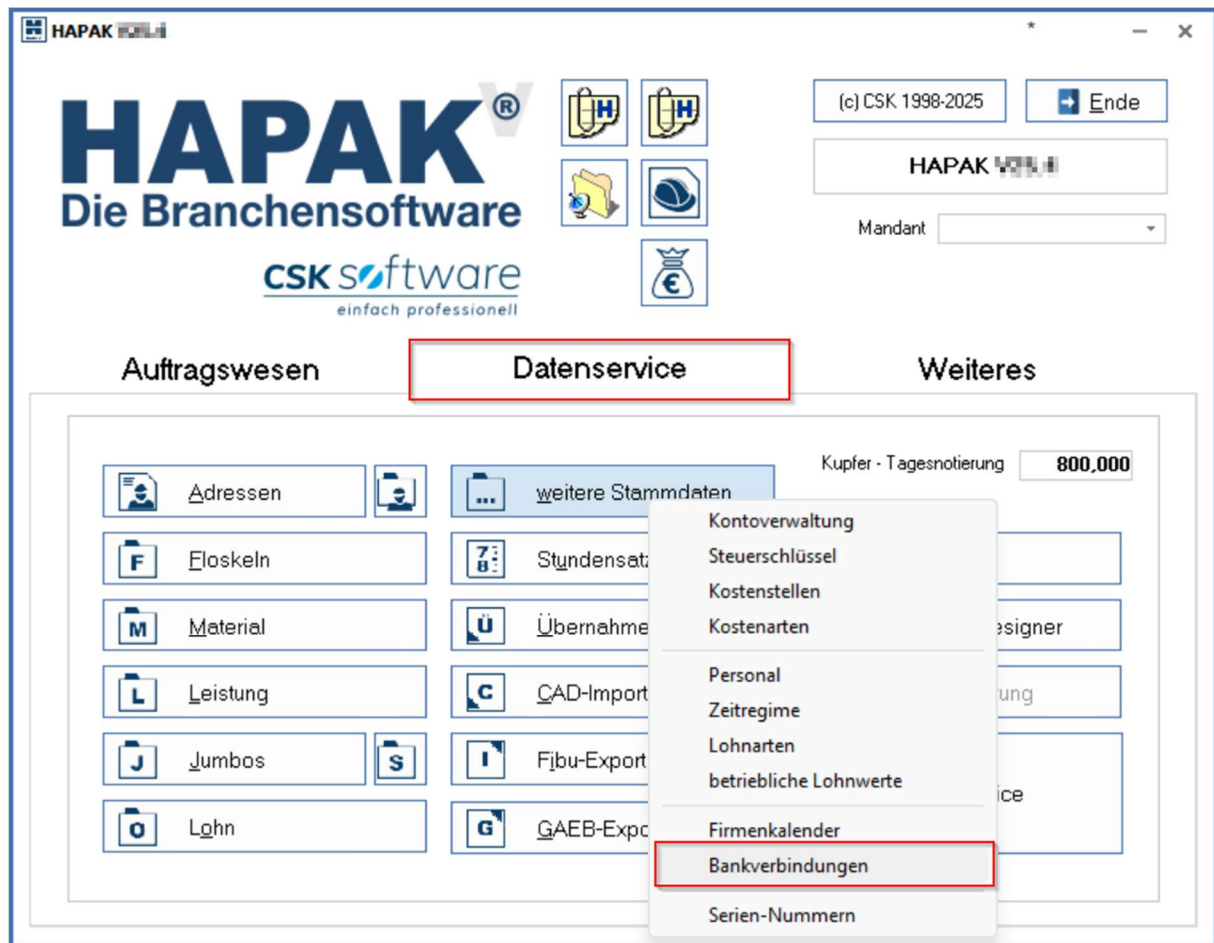 HAPAK
HAPAK®
Die Branchensoftware
CSK software
einfach professionell
(c) CSK 1998-2025
Ende
HAPAK
Mandant
Auftragswesen
Datenservice
Weiteres
Kupfer - Tagesnotierung 800,000
Adressen
Floskeln
Material
Leistung
Jumbos
Lohn
weitere Stammdaten
Stundensatz
Übernahme
CAD-Import
Fibu-Export
GAEB-Expo
Kontoverwaltung
Steuerschlüssel
Kostenstellen
Kostenarten
Personal
Zeitregime
Lohnarten
betriebliche Lohnwerte
Firmenkalender
Bankverbindungen
Serien-Nummern
esigner
ung
ice